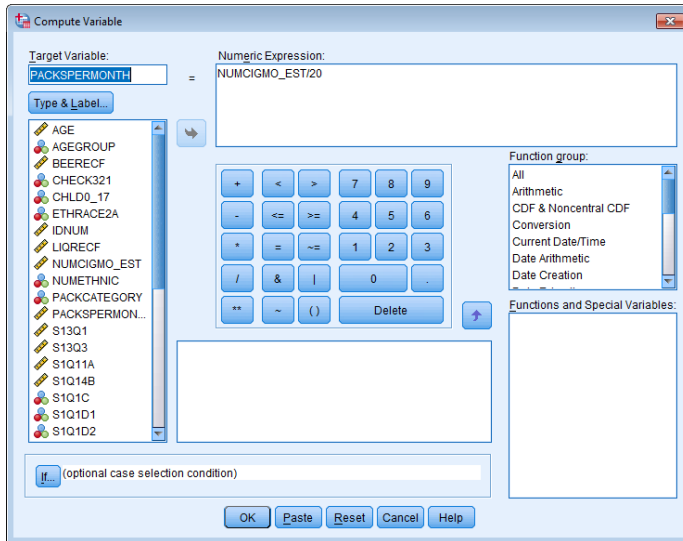 Compute Variable
Target Variable:
PACKSPERMONTH
=
Numeric Expression:
NUMCIGMO_EST/20
Type & Label...
AGE
AGEGROUP
BEERECF
CHECK321
CHLD0_17
ETHRACE2A
IDNUM
LIQRECF
NUMCIGMO_EST
NUMETHNIC
PACKCATEGORY
PACKSPERMON...
S13Q1
S13Q3
S1Q11A
S1Q14B
S1Q1C
S1Q1D1
S1Q1D2
+ < > 7 8 9
- <= >= 4 5 6
* = ~= 1 2 3
/ & | 0 .
** ~ ( ) Delete
Function group:
All
Arithmetic
CDF & Noncentral CDF
Conversion
Current Date/Time
Date Arithmetic
Date Creation
Functions and Special Variables:
If... (optional case selection condition)
OK Paste Reset Cancel Help